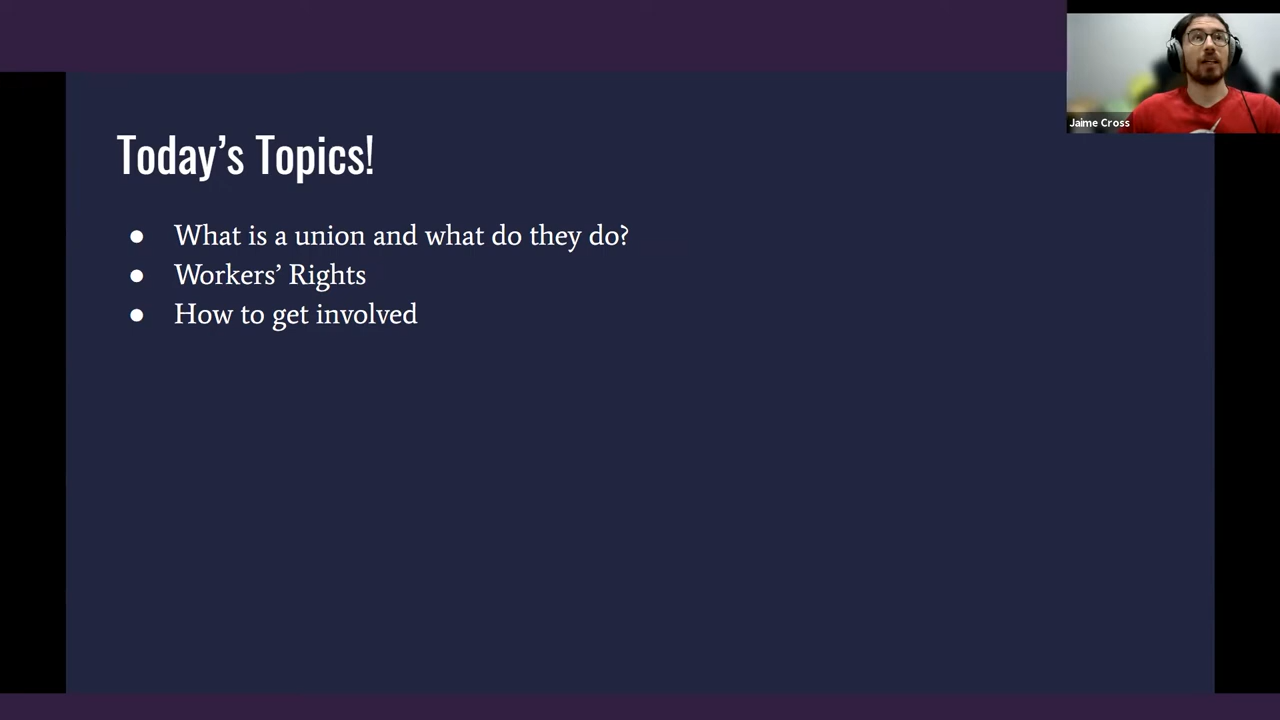 Today’s Topics!
● What is a union and what do they do?
● Workers’ Rights
● How to get involved
Jaime Cross